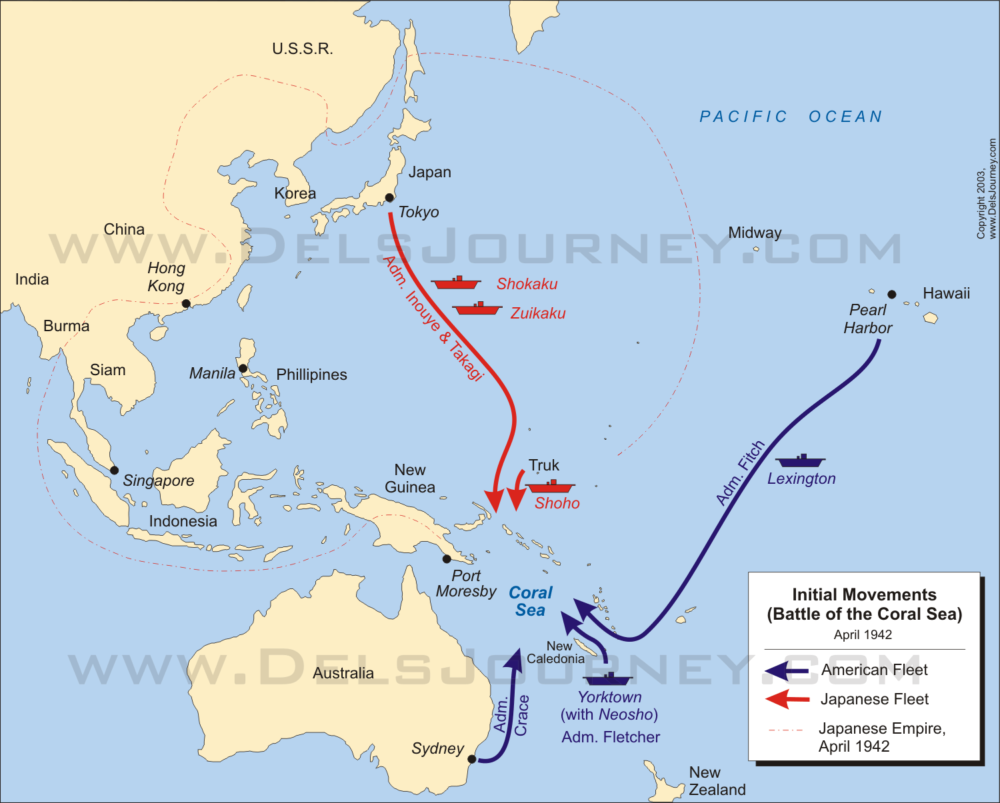 U.S.S.R.
PACIFIC OCEAN
Copyright 2003,
www.DelsJourney.com
Japan
Korea
Tokyo
China
Midway
www.DelsJourney.com
Hong
Kong
India
Shokaku
Hawaii
Zuikaku
Pearl
Harbor
Adm. Inouye & Takagi
Burma
Siam
Manila
Phillipines
Adm. Fitch
Truk
New
Guinea
Singapore
Lexington
Shoho
Indonesia
Port
Moresby
Coral
Sea
Initial Movements
(Battle of the Coral Sea)
April 1942
American Fleet
Japanese Fleet
Japanese Empire,
April 1942
New
Caledonia
www.DelsJourney.com
Australia
Yorktown
(with Neosho)
Adm. Fletcher
Adm.
Crace
Sydney
New
Zealand